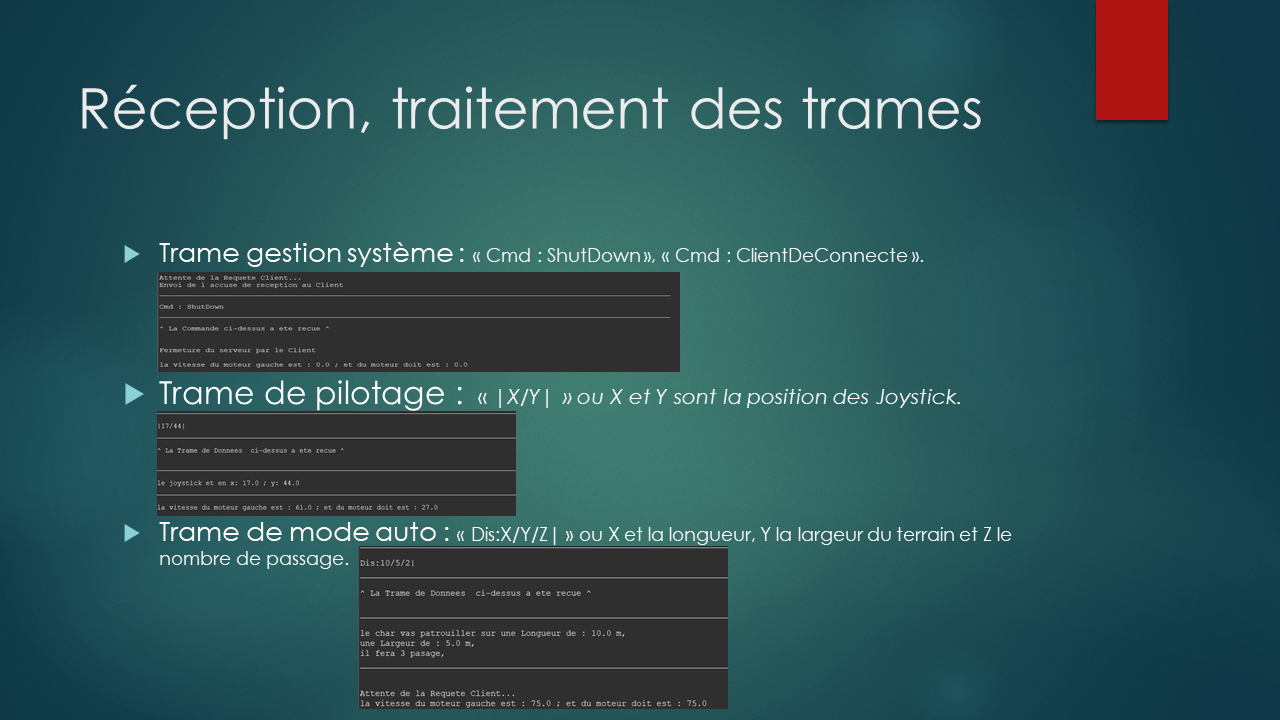 Réception, traitement des trames
Trame gestion système : « Cmd : ShutDown», « Cmd : ClientDeConnecte ».
Attente de la Requete Client...
Envoi de l accuse de reception au Client
Cmd : ShutDown
^ La Commande ci-dessus a ete recue ^
Fermeture du serveur par le Client
la vitesse du moteur gauche est : 0.0 ; et du moteur doit est : 0.0
Trame de pilotage : « |X/Y| » ou X et Y sont la position des Joystick.
|17/44|
^ La Trame de Donnees  ci-dessus a ete recue ^
le joystick et en x: 17.0 ; y: 44.0
la vitesse du moteur gauche est : 61.0 ; et du moteur doit est : 27.0
Trame de mode auto : « Dis:X/Y/Z| » ou X et la longueur, Y la largeur du terrain et Z le
nombre de passage.
Dis:10/5/2|
^ La Trame de Donnees  ci-dessus a ete recue ^
le char vas patrouiller sur une Longueur de : 10.0 m,
une Largeur de : 5.0 m,
il fera 3 pasage,
Attente de la Requete Client...
la vitesse du moteur gauche est : 75.0 ; et du moteur doit est : 75.0